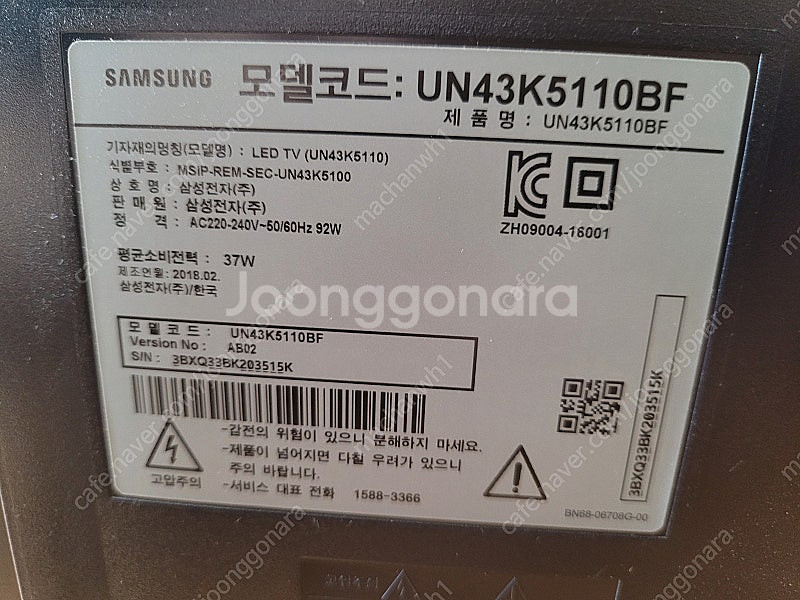 SAMSUNG 모델코드: UN43K5110BF
제 품 명 : UN43K5110BF
기자재의명칭(모델명) : LED TV (UN43K5110)
식별부호 : MSIP-REM-SEC-UN43K5100
상 호 명 : 삼성전자(주)
판 매 원 : 삼성전자(주)
정 격 : AC220-240V~50/60Hz 92W
ZH09004-16001
평균소비전력 : 37W
제조연월: 2018.02.
삼성전자(주)/한국
Joonggonara
모 델 코 드 : UN43K5110BF
Version No : AB02
S/N : 3BXQ33BK203515K
3BXQ33BK203515K
-감전의 위험이 있으니 분해하지 마세요.
-제품이 넘어지면 다칠 우려가 있으니
주의 바랍니다.
-서비스 대표 전화 1588-3366
고압주의
BN68-06708G-00
cafe.naver.com/joonggonara
machanwh1